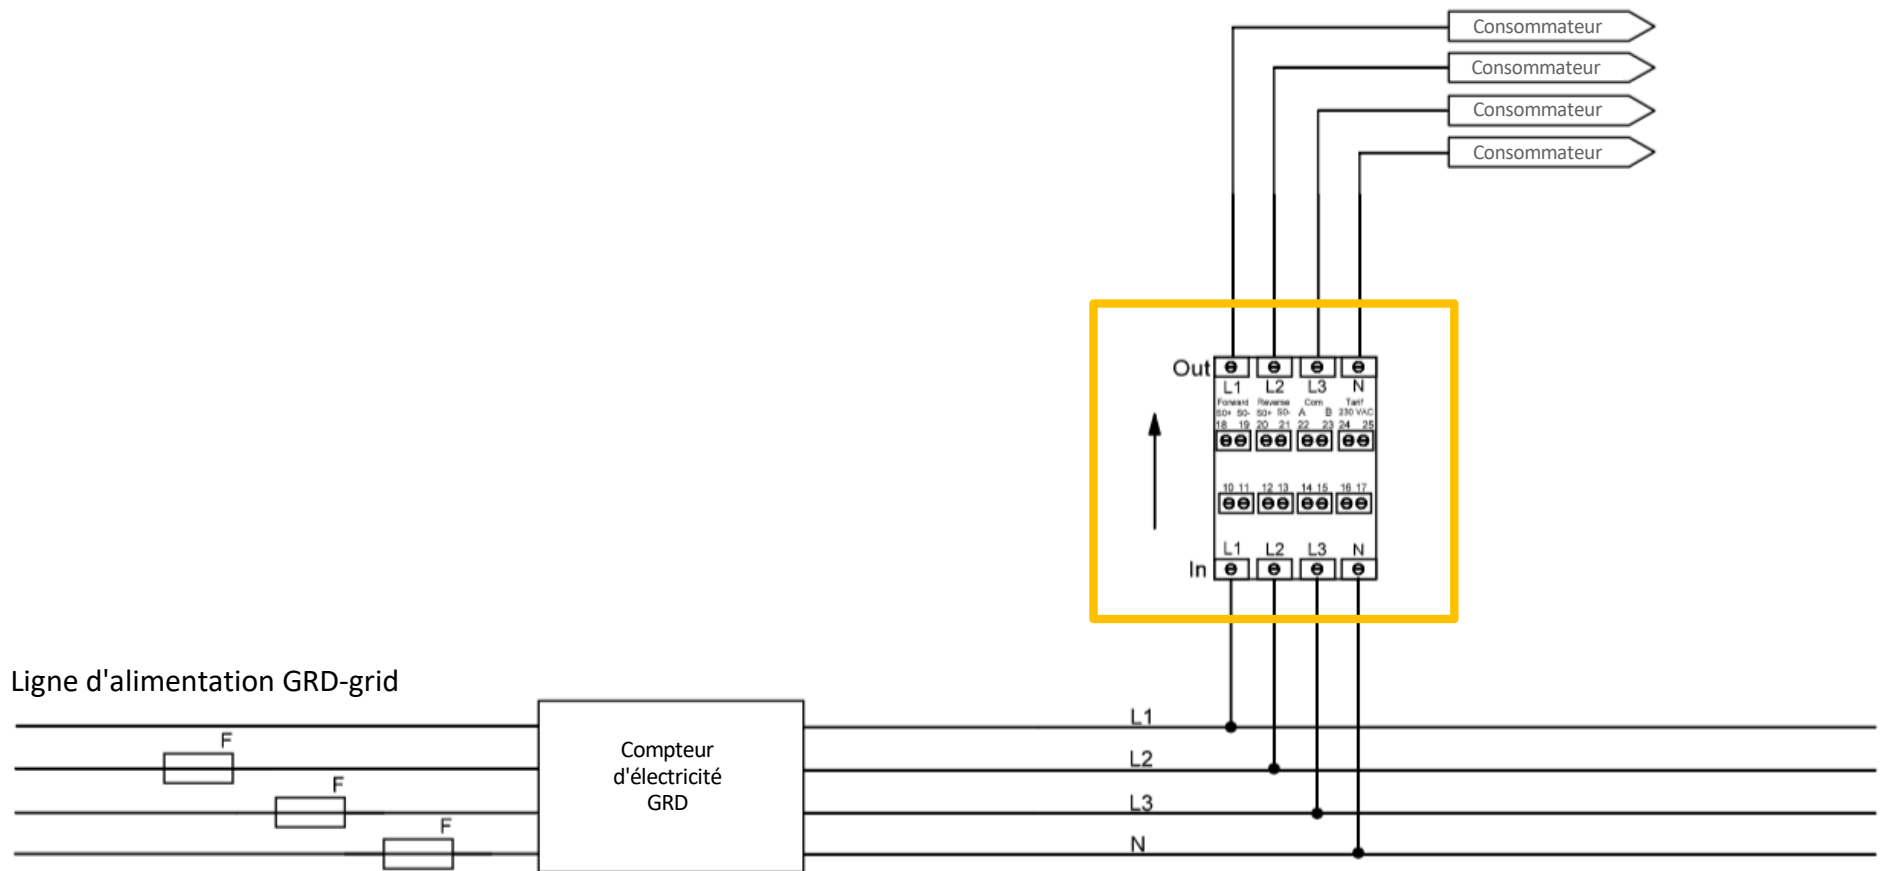 Consommateur
Consommateur
Consommateur
Consommateur
Out
L1 L2 L3 N
Forward Reverse Com Tarif
S0+ S0- S0+ S0- A B 230 VAC
18 19 20 21 22 23 24 25
10 11 12 13 14 15 16 17
L1 L2 L3 N
In
Ligne d'alimentation GRD-grid
F
F
F
Compteur
d'électricité
GRD
L1
L2
L3
N